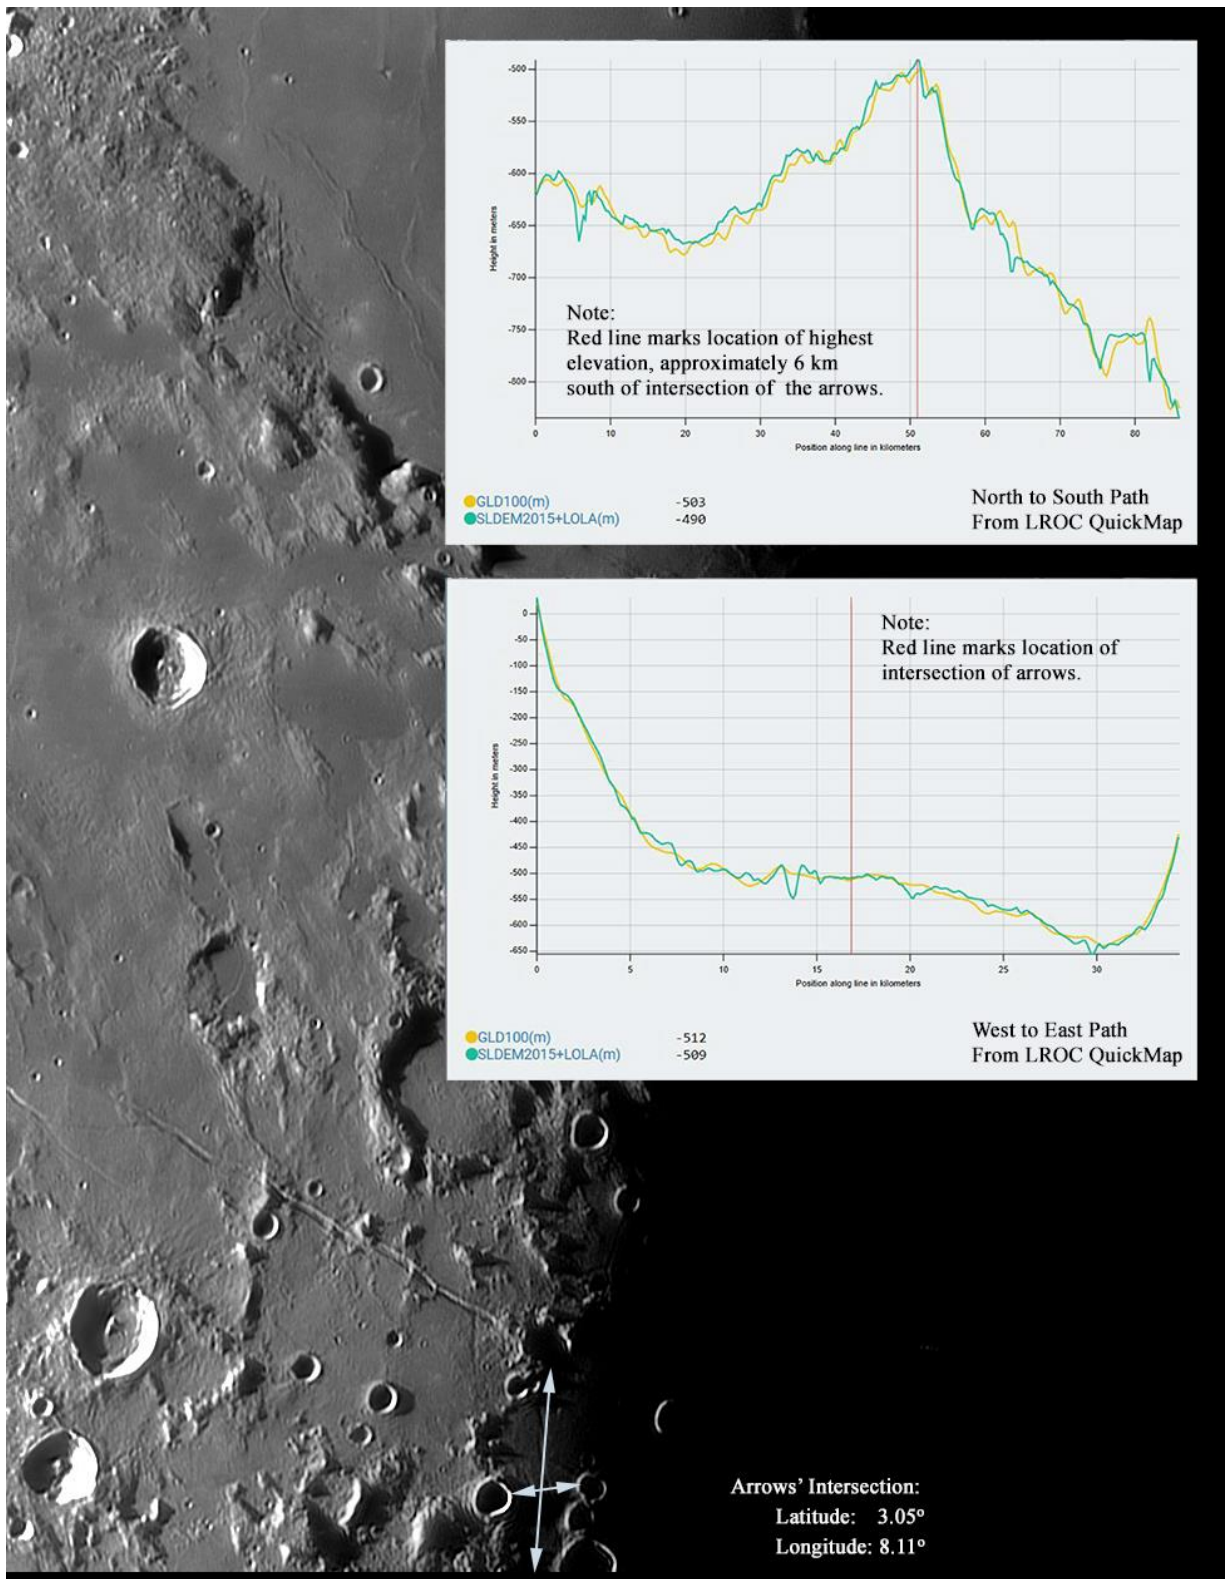 -500
-550
-600
-650
-700
-750
-800
Height in meters
Note:
Red line marks location of highest
elevation, approximately 6 km
south of intersection of the arrows.
0 10 20 30 40 50 60 70 80
Position along line in kilometers
GLD100(m) -503
SLDEM2015+LOLA(m) -490
North to South Path
From LROC QuickMap
0
-50
-100
-150
-200
-250
-300
-350
-400
-450
-500
-550
-600
-650
Height in meters
Note:
Red line marks location of
intersection of arrows.
0 5 10 15 20 25 30
Position along line in kilometers
GLD100(m) -512
SLDEM2015+LOLA(m) -509
West to East Path
From LROC QuickMap
Arrows’ Intersection:
Latitude: 3.05º
Longitude: 8.11º